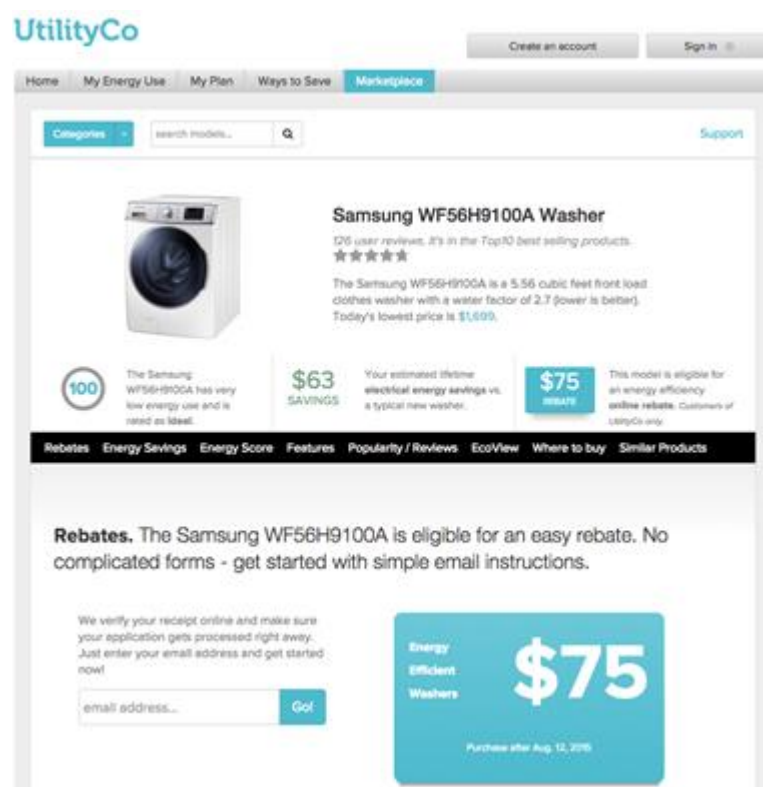 UtilityCo
Create an account
Sign in
Home My Energy Use My Plan Ways to Save Marketplace
Categories
search models...
Support
Samsung WF56H9100A Washer
126 user reviews. It's in the Top10 best selling products.
The Samsung WF56H9100A is a 5.56 cubic feet front load
clothes washer with a water factor of 2.7 (lower is better).
Today's lowest price is $1,699.
100
The Samsung
WF56H9100A has very
low energy use and is
rated as Ideal.
$63
SAVINGS
Your estimated lifetime
electrical energy savings vs.
a typical new washer.
$75
REBATE
This model is eligible for
an energy efficiency
online rebate. Customers of
UtilityCo only.
Rebates Energy Savings Energy Score Features Popularity / Reviews EcoView Where to buy Similar Products
Rebates. The Samsung WF56H9100A is eligible for an easy rebate. No
complicated forms - get started with simple email instructions.
We verify your receipt online and make sure
your application gets processed right away.
Just enter your email address and get started
now!
email address...
Go!
Energy
Efficient
Washers
$75
Purchase after Aug. 12, 2015